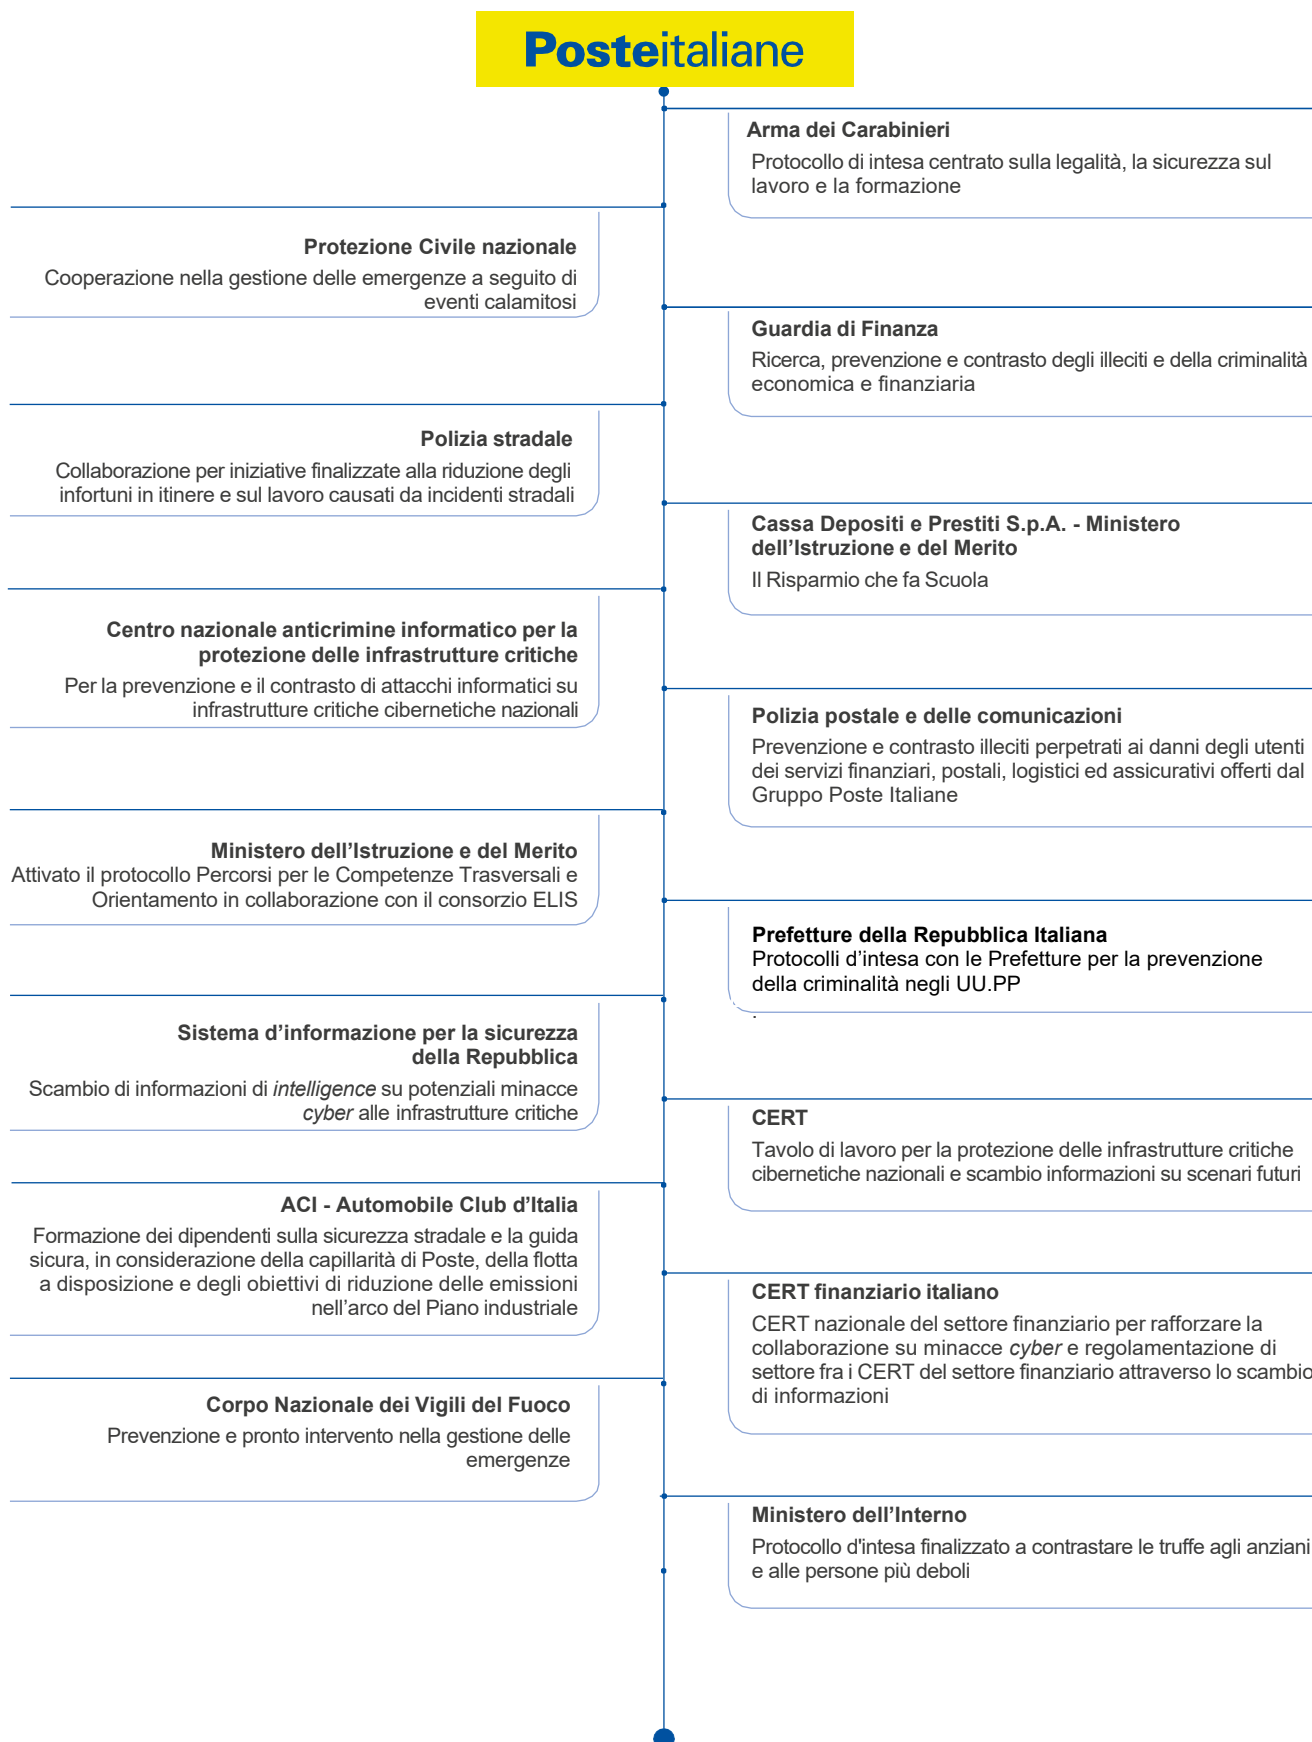 Posteitaliane
Arma dei Carabinieri
Protocollo di intesa centrato sulla legalità, la sicurezza sul
lavoro e la formazione
Protezione Civile nazionale
Cooperazione nella gestione delle emergenze a seguito di
eventi calamitosi
Guardia di Finanza
Ricerca, prevenzione e contrasto degli illeciti e della criminalità
economica e finanziaria
Polizia stradale
Collaborazione per iniziative finalizzate alla riduzione degli
infortuni in itinere e sul lavoro causati da incidenti stradali
Cassa Depositi e Prestiti S.p.A. - Ministero
dell’Istruzione e del Merito
Il Risparmio che fa Scuola
Centro nazionale anticrimine informatico per la
protezione delle infrastrutture critiche
Per la prevenzione e il contrasto di attacchi informatici su
infrastrutture critiche cibernetiche nazionali
Polizia postale e delle comunicazioni
Prevenzione e contrasto illeciti perpetrati ai danni degli utenti
dei servizi finanziari, postali, logistici ed assicurativi offerti dal
Gruppo Poste Italiane
Ministero dell’Istruzione e del Merito
Attivato il protocollo Percorsi per le Competenze Trasversali e
Orientamento in collaborazione con il consorzio ELIS
Prefetture della Repubblica Italiana
Protocolli d’intesa con le Prefetture per la prevenzione
della criminalità negli UU.PP
.
Sistema d’informazione per la sicurezza
della Repubblica
Scambio di informazioni di intelligence su potenziali minacce
cyber alle infrastrutture critiche
CERT
Tavolo di lavoro per la protezione delle infrastrutture critiche
cibernetiche nazionali e scambio informazioni su scenari futuri
ACI - Automobile Club d’Italia
Formazione dei dipendenti sulla sicurezza stradale e la guida
sicura, in considerazione della capillarità di Poste, della flotta
a disposizione e degli obiettivi di riduzione delle emissioni
nell’arco del Piano industriale
CERT finanziario italiano
CERT nazionale del settore finanziario per rafforzare la
collaborazione su minacce cyber e regolamentazione di
settore fra i CERT del settore finanziario attraverso lo scambio
di informazioni
Corpo Nazionale dei Vigili del Fuoco
Prevenzione e pronto intervento nella gestione delle
emergenze
Ministero dell’Interno
Protocollo d'intesa finalizzato a contrastare le truffe agli anziani
e alle persone più deboli